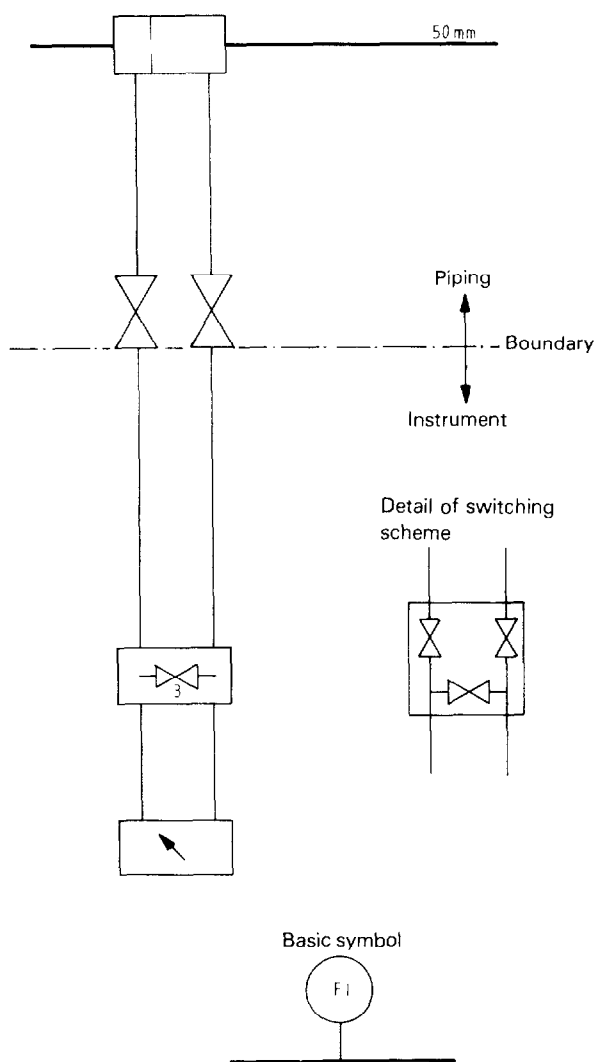 50 mm
Piping
Boundary
Instrument
Detail of switching
scheme
3
Basic symbol
FI